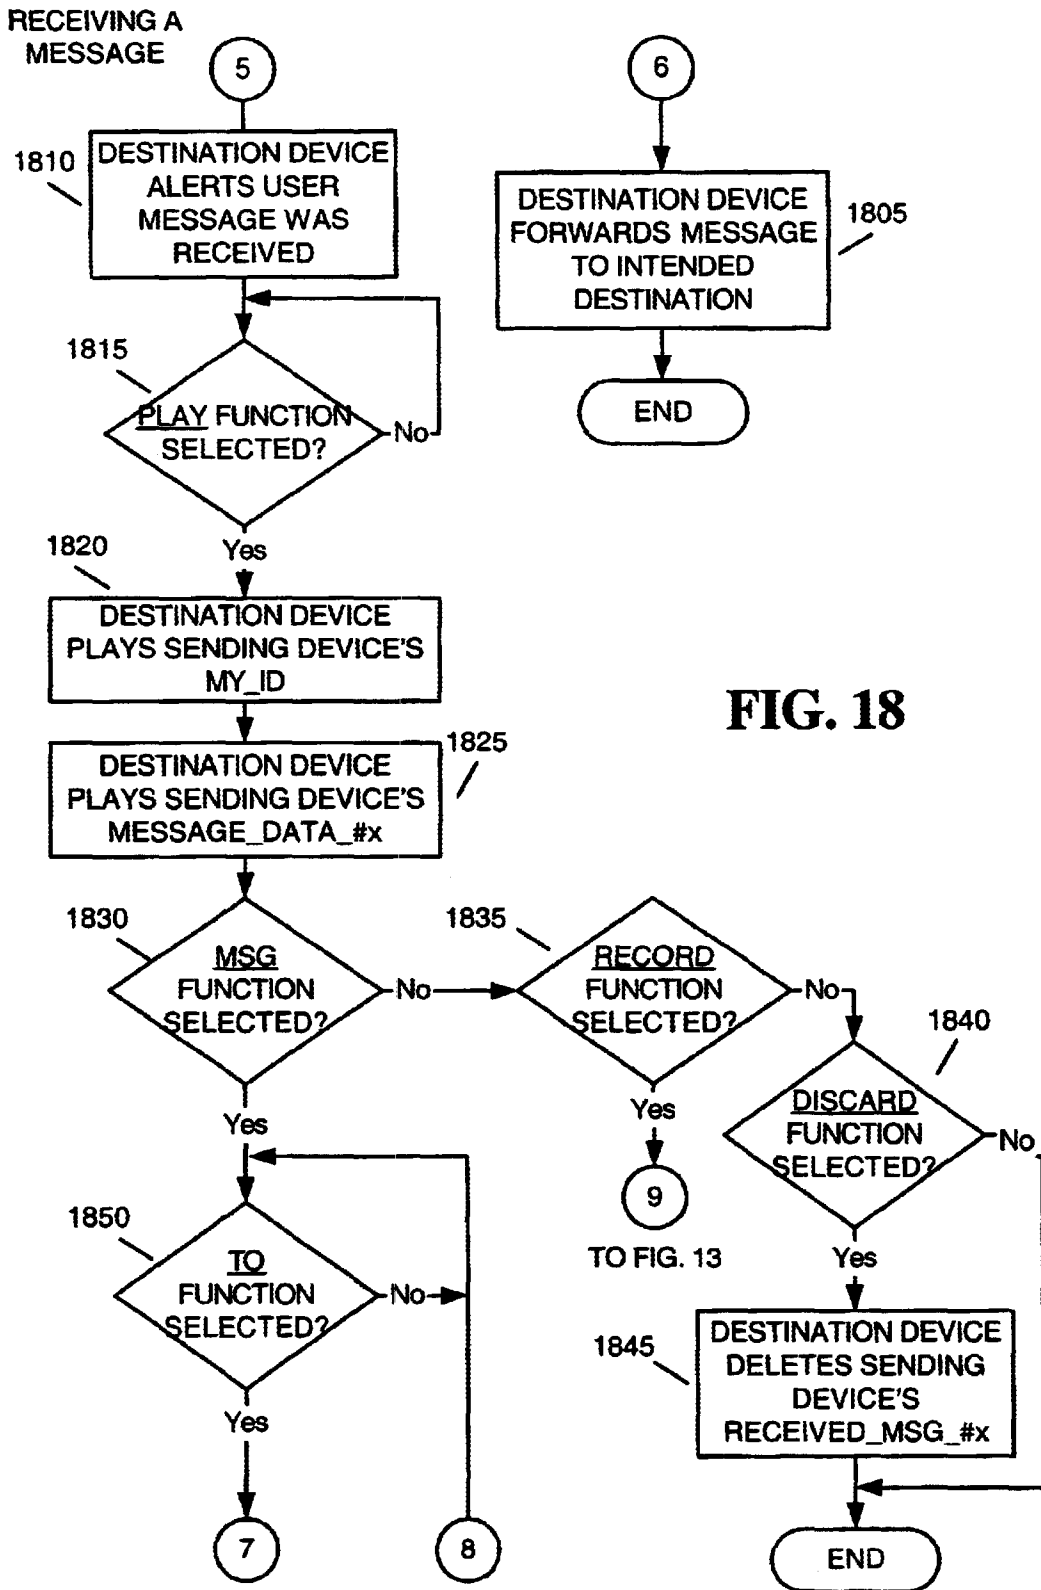 RECEIVING A
MESSAGE
5
1810
DESTINATION DEVICE
ALERTS USER
MESSAGE WAS
RECEIVED
1815
PLAY FUNCTION
SELECTED?
No
Yes
1820
DESTINATION DEVICE
PLAYS SENDING DEVICE'S
MY_ID
1825
DESTINATION DEVICE
PLAYS SENDING DEVICE'S
MESSAGE_DATA_#x
1830
MSG
FUNCTION
SELECTED?
No
Yes
1850
TO
FUNCTION
SELECTED?
No
Yes
7
8
6
DESTINATION DEVICE
FORWARDS MESSAGE
TO INTENDED
DESTINATION
1805
END
FIG. 18
1835
RECORD
FUNCTION
SELECTED?
No
Yes
9
TO FIG. 13
1840
DISCARD
FUNCTION
SELECTED?
No
Yes
1845
DESTINATION DEVICE
DELETES SENDING
DEVICE'S
RECEIVED_MSG_#x
END